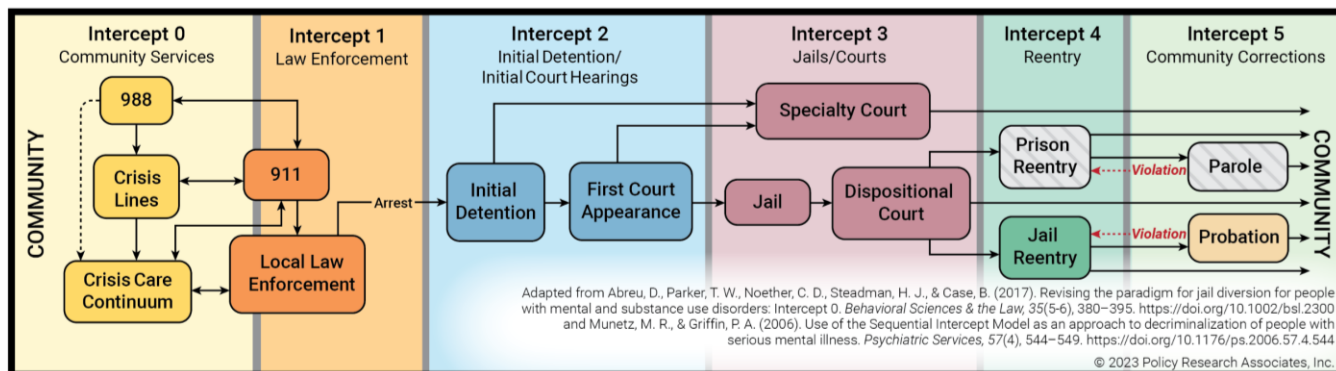 Intercept 0
Community Services
Intercept 1
Law Enforcement
Intercept 2
Initial Detention/
Initial Court Hearings
Intercept 3
Jails/Courts
Intercept 4
Reentry
Intercept 5
Community Corrections
COMMUNITY
988
Crisis
Lines
Crisis Care
Continuum
911
Local Law
Enforcement
Arrest
Initial
Detention
First Court
Appearance
Specialty Court
Jail
Dispositional
Court
Prison
Reentry
Violation
Parole
Jail
Reentry
Violation
Probation
COMMUNITY
Adapted from Abreu, D., Parker, T. W., Noether, C. D., Steadman, H. J., & Case, B. (2017). Revising the paradigm for jail diversion for people
with mental and substance use disorders: Intercept 0. Behavioral Sciences & the Law, 35(5-6), 380–395. https://doi.org/10.1002/bsl.2300
and Munetz, M. R., & Griffin, P. A. (2006). Use of the Sequential Intercept Model as an approach to decriminalization of people with
serious mental illness. Psychiatric Services, 57(4), 544–549. https://doi.org/10.1176/ps.2006.57.4.544
© 2023 Policy Research Associates, Inc.